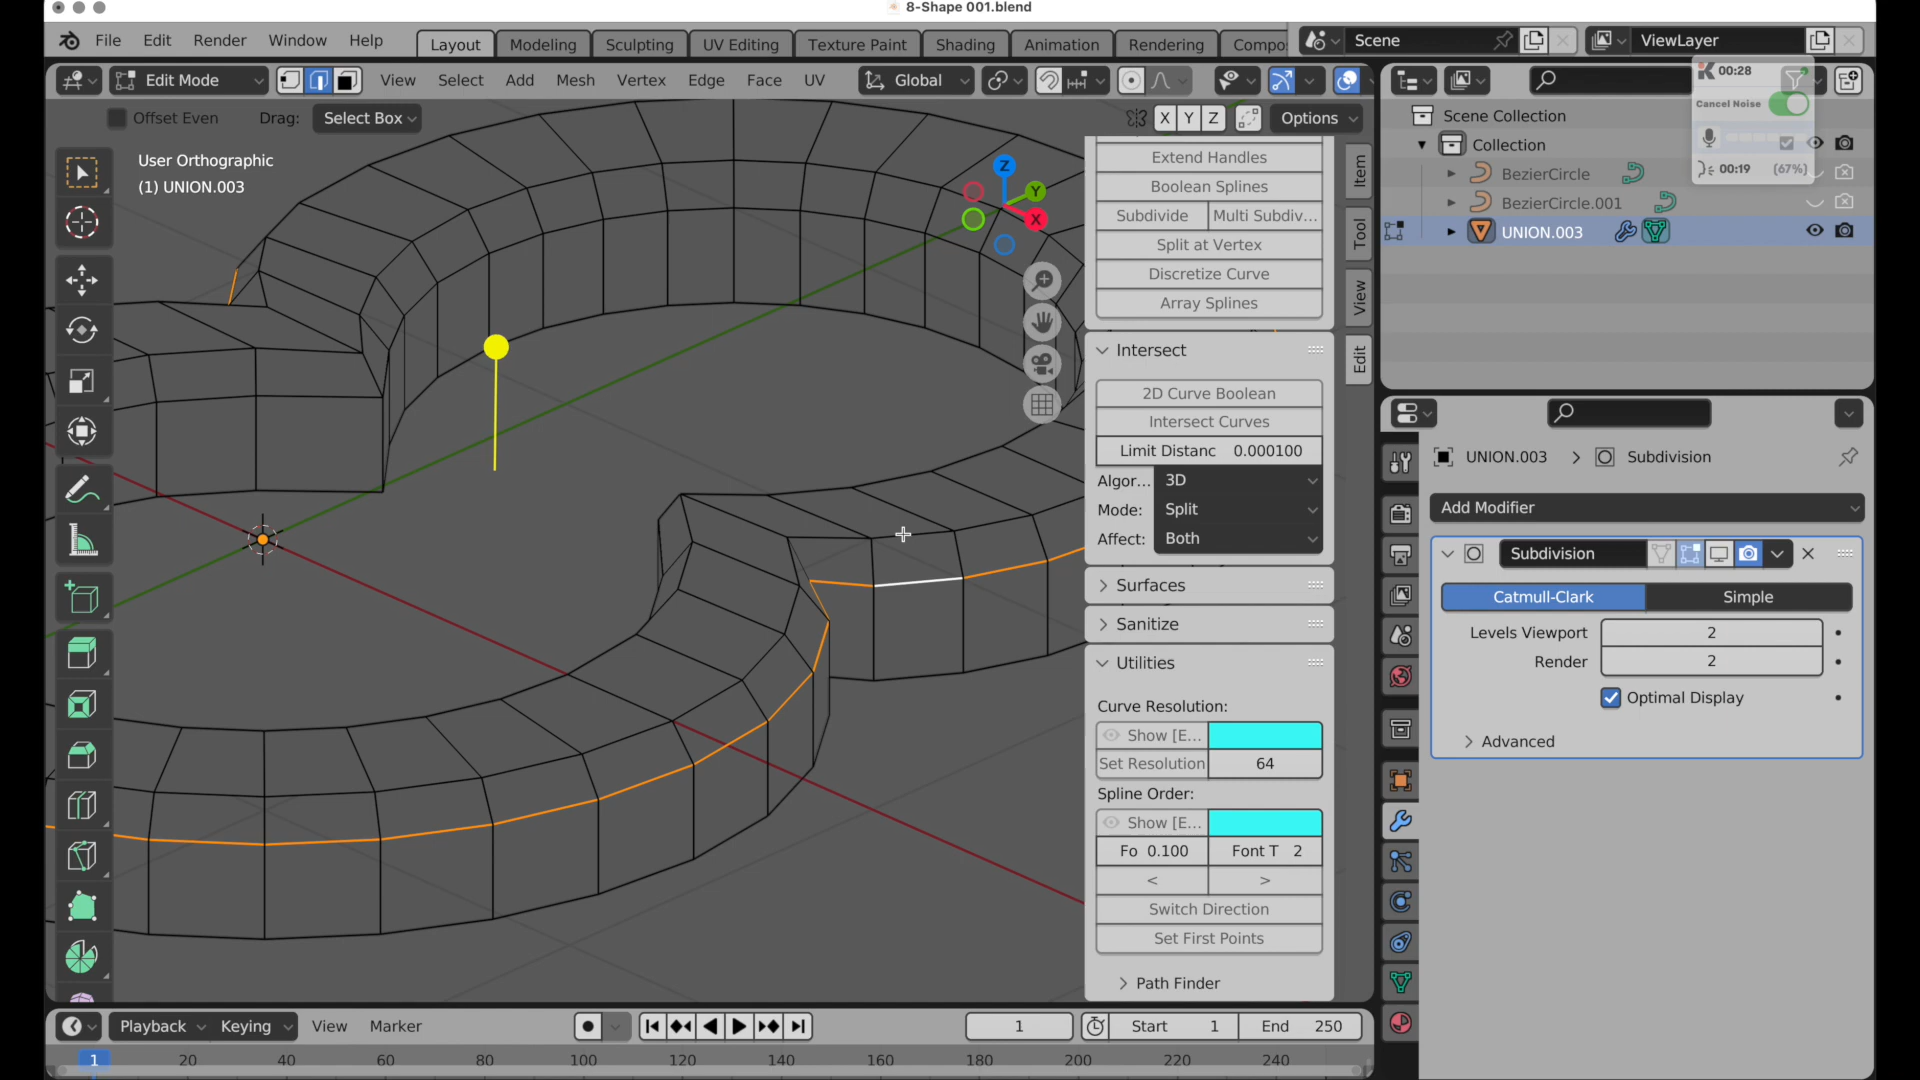 8-Shape 001.blend
File Edit Render Window Help
Layout Modeling Sculpting UV Editing Texture Paint Shading Animation Rendering Compo:
Scene
ViewLayer
Edit Mode
View Select Add Mesh Vertex Edge Face UV
Global
K 00:28
Cancel Noise
00:19 (67%)
Offset Even
Drag:
Select Box
X Y Z
Options
User Orthographic
(1) UNION.003
Z
Y
X
Extend Handles
Boolean Splines
Subdivide
Multi Subdiv...
Split at Vertex
Discretize Curve
Array Splines
Intersect
2D Curve Boolean
Intersect Curves
Limit Distanc 0.000100
Algor... 3D
Mode: Split
Affect: Both
Surfaces
Sanitize
Utilities
Curve Resolution:
Show [E...
Set Resolution 64
Spline Order:
Show [E...
Fo 0.100
Font T 2
<
>
Switch Direction
Set First Points
Path Finder
Item
Tool
View
Edit
Scene Collection
Collection
BezierCircle
BezierCircle.001
UNION.003
UNION.003 > Subdivision
Add Modifier
Subdivision
Catmull-Clark
Simple
Levels Viewport 2
Render 2
Optimal Display
Advanced
Playback Keying View Marker
1
Start 1
End 250
1 20 40 60 80 100 120 140 160 180 200 220 240